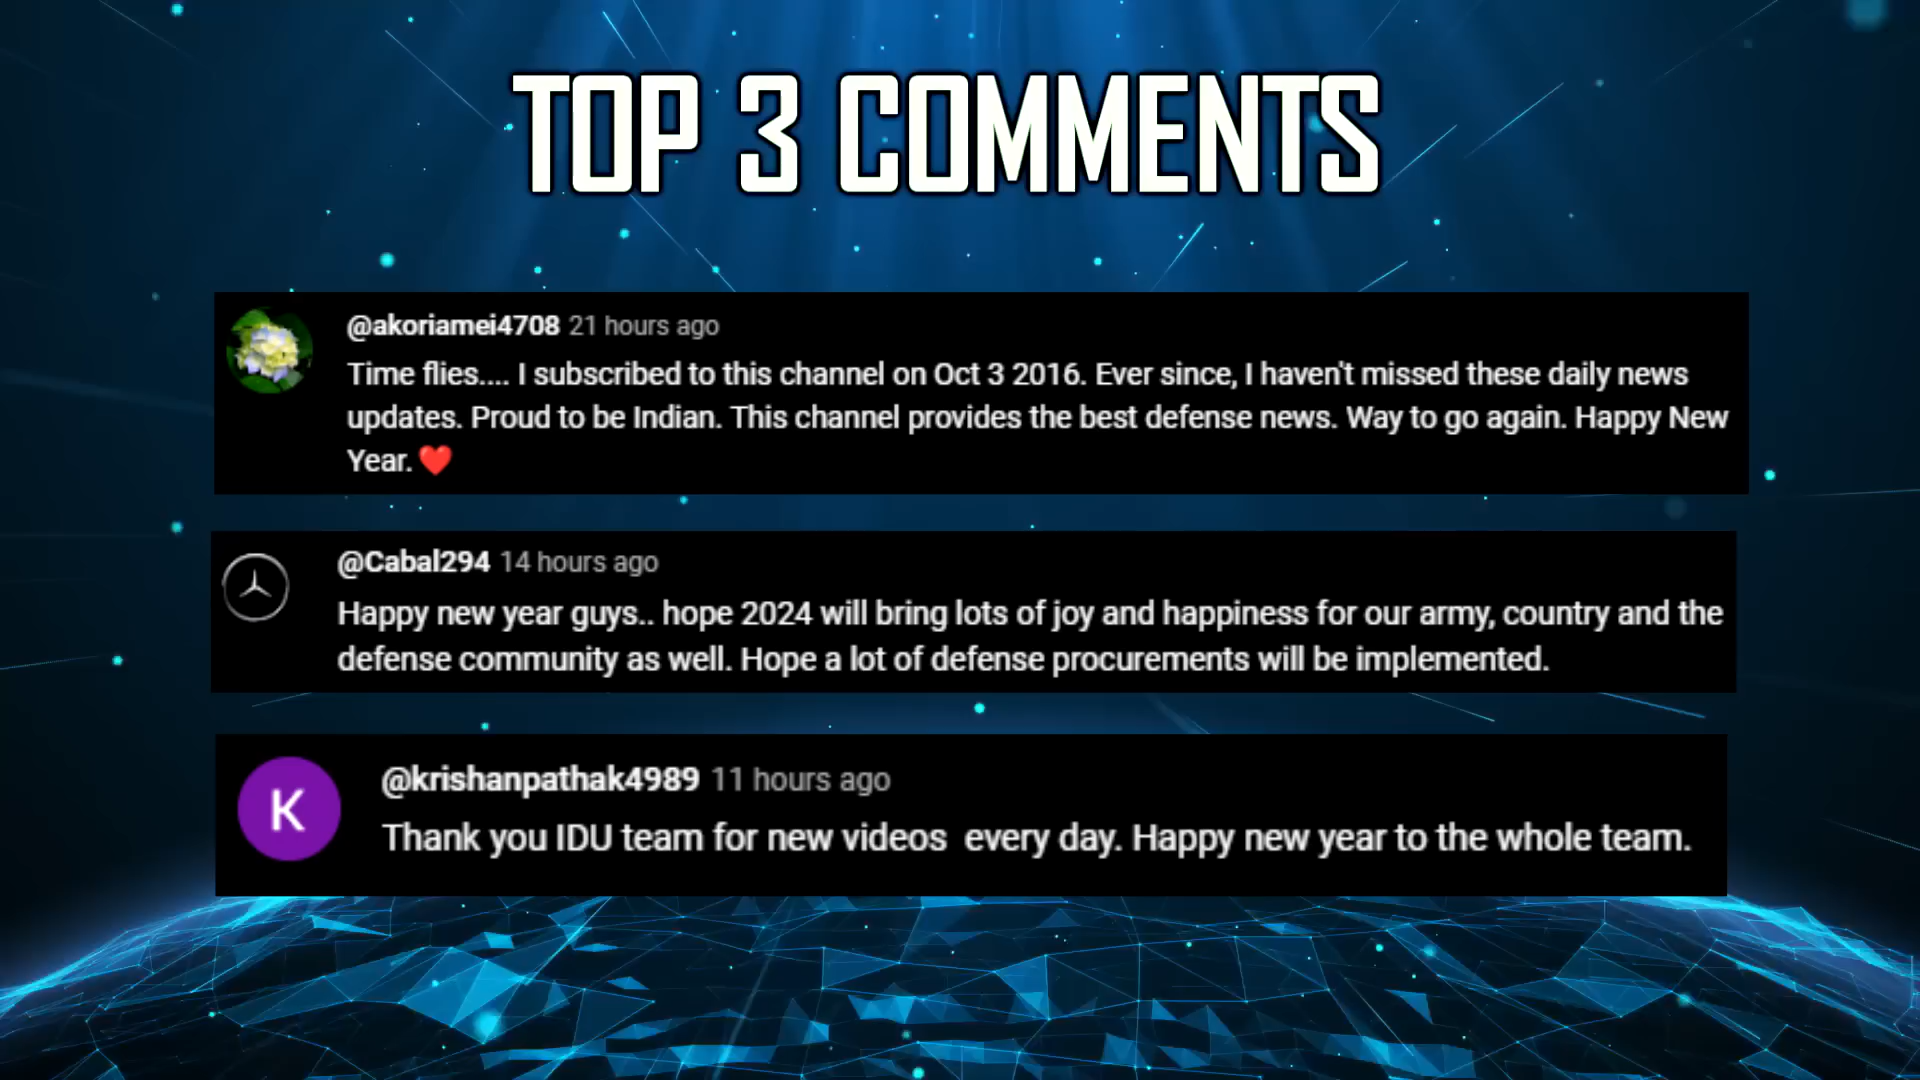 TOP 3 COMMENTS
@akoriamei4708 21 hours ago
Time flies.... I subscribed to this channel on Oct 3 2016. Ever since, I haven't missed these daily news
updates. Proud to be Indian. This channel provides the best defense news. Way to go again. Happy New
Year. ❤️
@Cabal294 14 hours ago
Happy new year guys.. hope 2024 will bring lots of joy and happiness for our army, country and the
defense community as well. Hope a lot of defense procurements will be implemented.
K
@krishanpathak4989 11 hours ago
Thank you IDU team for new videos  every day. Happy new year to the whole team.